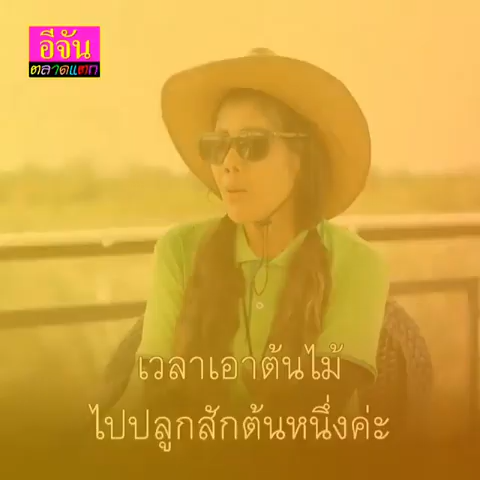 อีจัน
ตลาดแตก
เวลาเอาต้นไม้
ไปปลูกสักต้นหนึ่งค่ะ